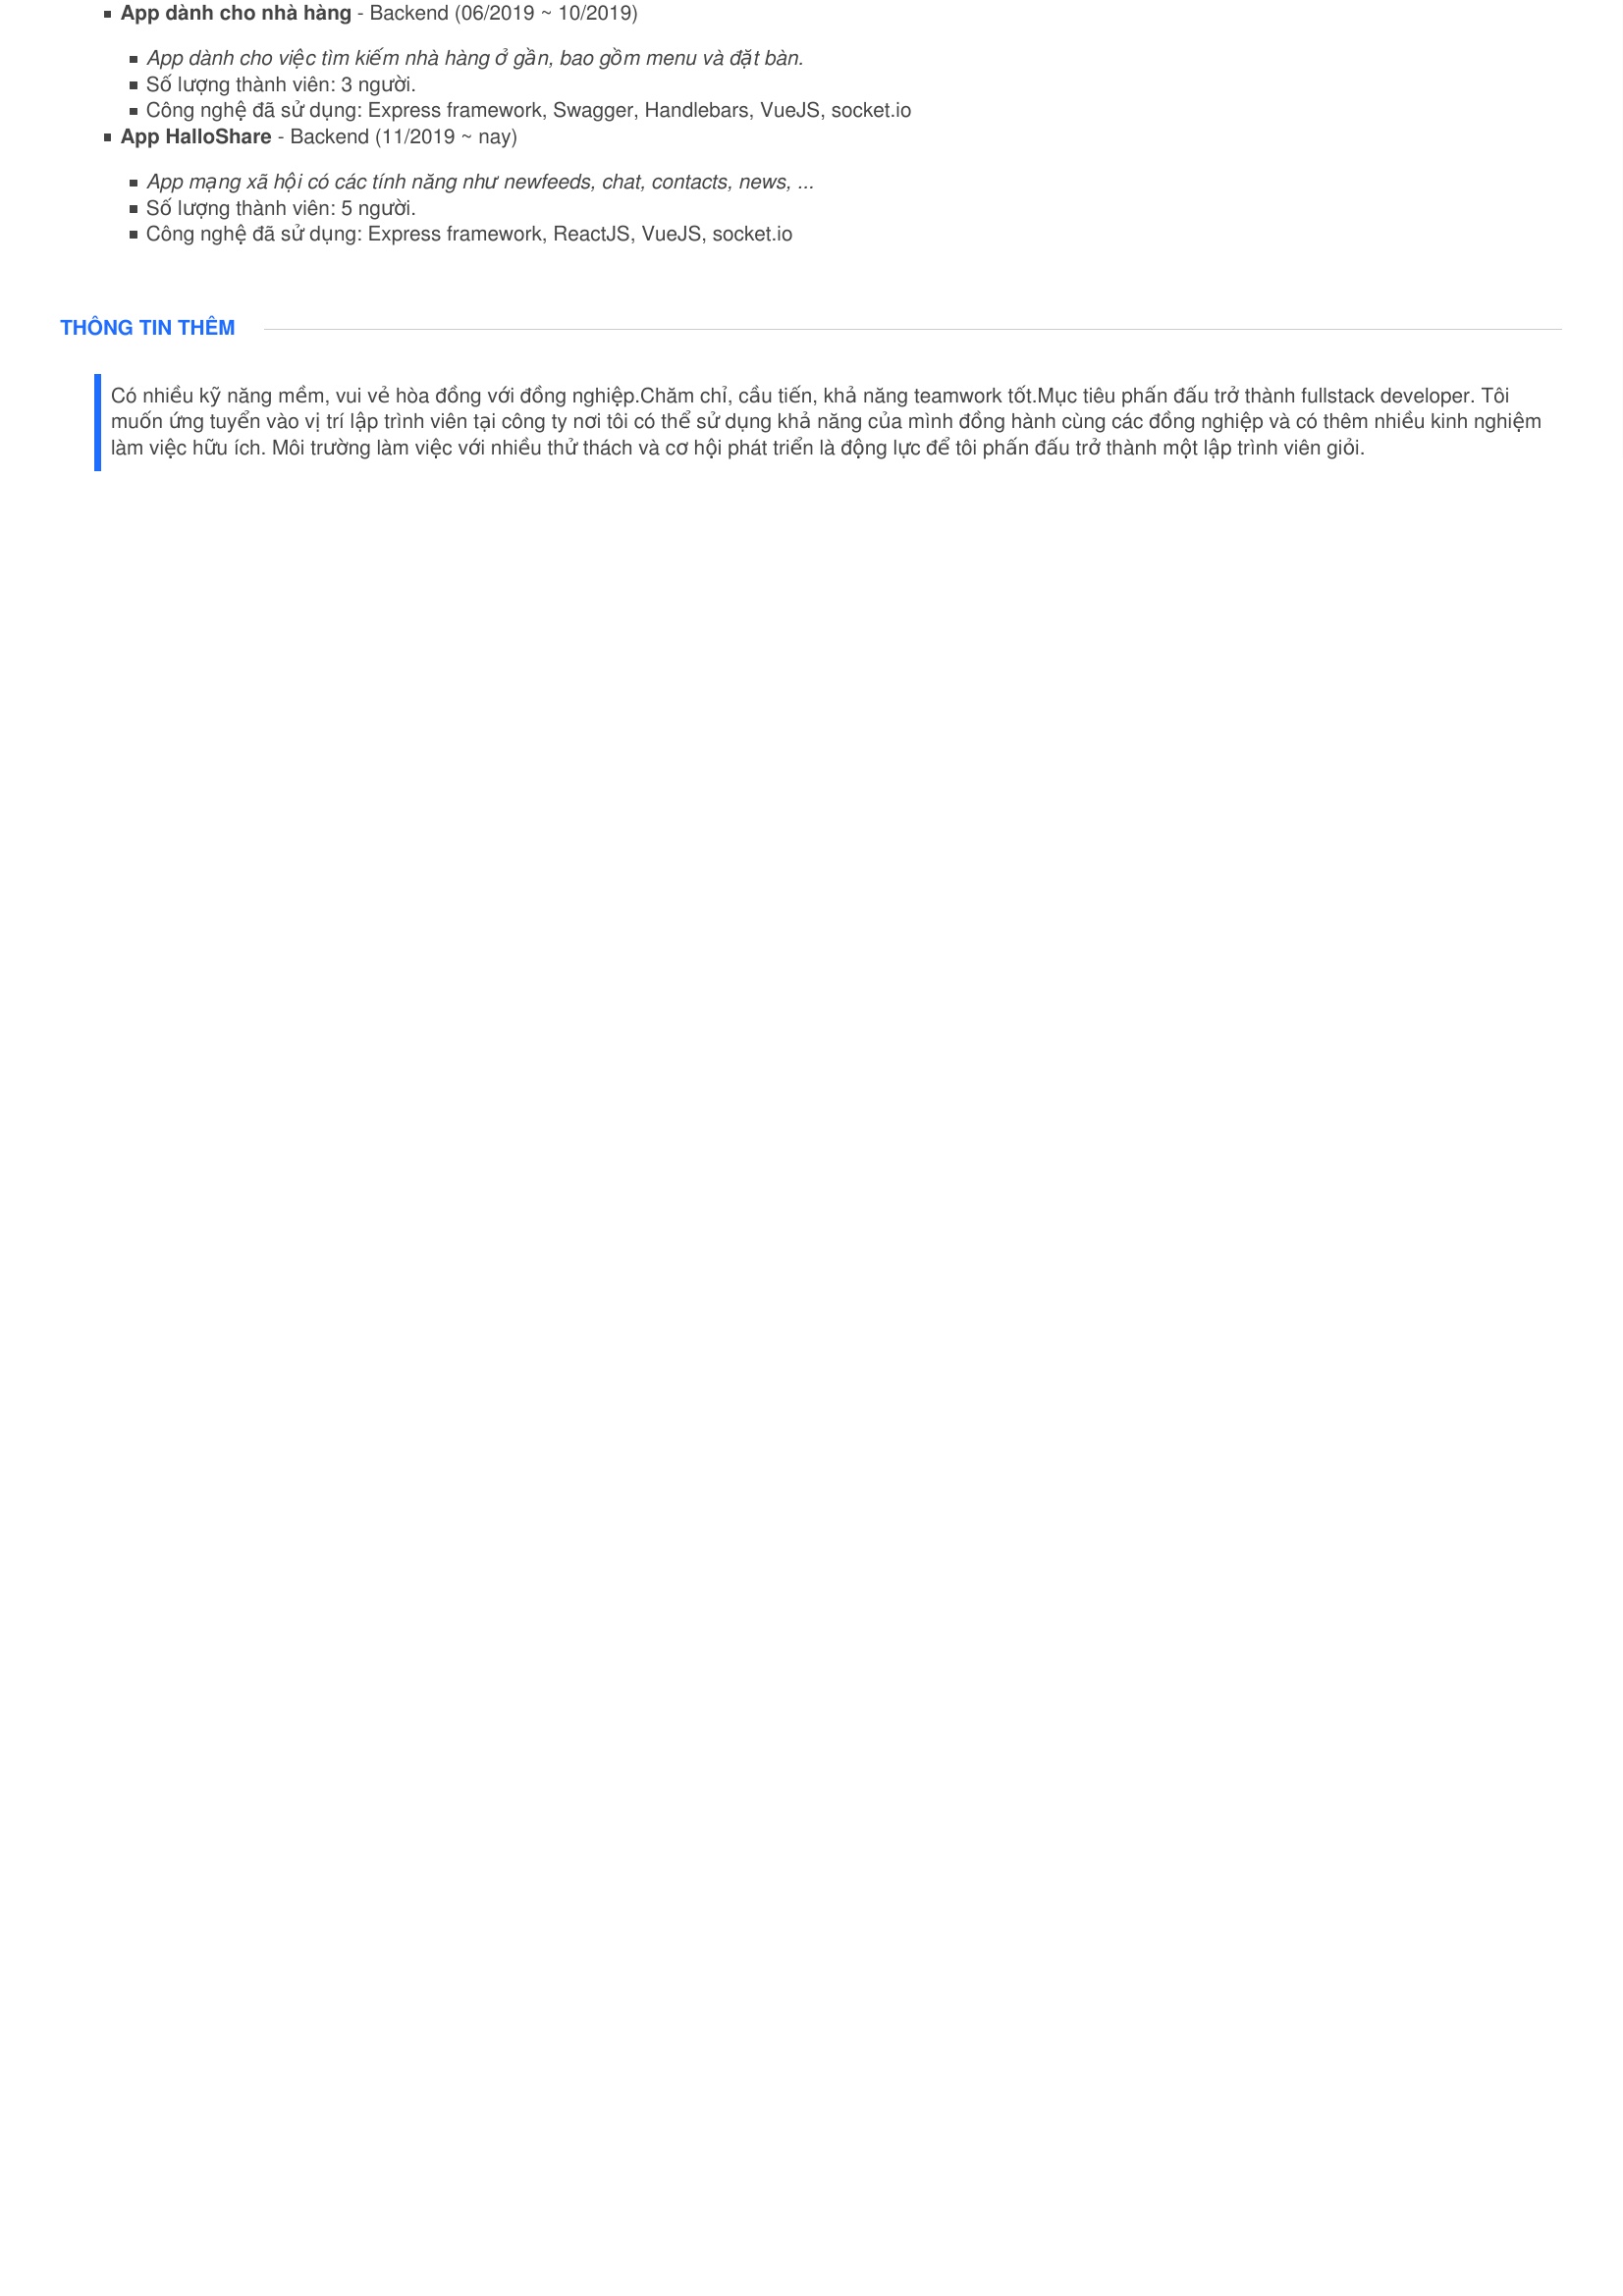 App dành cho nhà hàng - Backend (06/2019 ~ 10/2019)
App dành cho việc tìm kiếm nhà hàng ở gần, bao gồm menu và đặt bàn.
Số lượng thành viên: 3 người.
Công nghệ đã sử dụng: Express framework, Swagger, Handlebars, VueJS, socket.io
App HalloShare - Backend (11/2019 ~ nay)
App mạng xã hội có các tính năng như newfeeds, chat, contacts, news, ...
Số lượng thành viên: 5 người.
Công nghệ đã sử dụng: Express framework, ReactJS, VueJS, socket.io
THÔNG TIN THÊM
Có nhiều kỹ năng mềm, vui vẻ hòa đồng với đồng nghiệp.Chăm chỉ, cầu tiến, khả năng teamwork tốt.Mục tiêu phấn đấu trở thành fullstack developer. Tôi
muốn ứng tuyển vào vị trí lập trình viên tại công ty nơi tôi có thể sử dụng khả năng của mình đồng hành cùng các đồng nghiệp và có thêm nhiều kinh nghiệm
làm việc hữu ích. Môi trường làm việc với nhiều thử thách và cơ hội phát triển là động lực để tôi phấn đấu trở thành một lập trình viên giỏi.